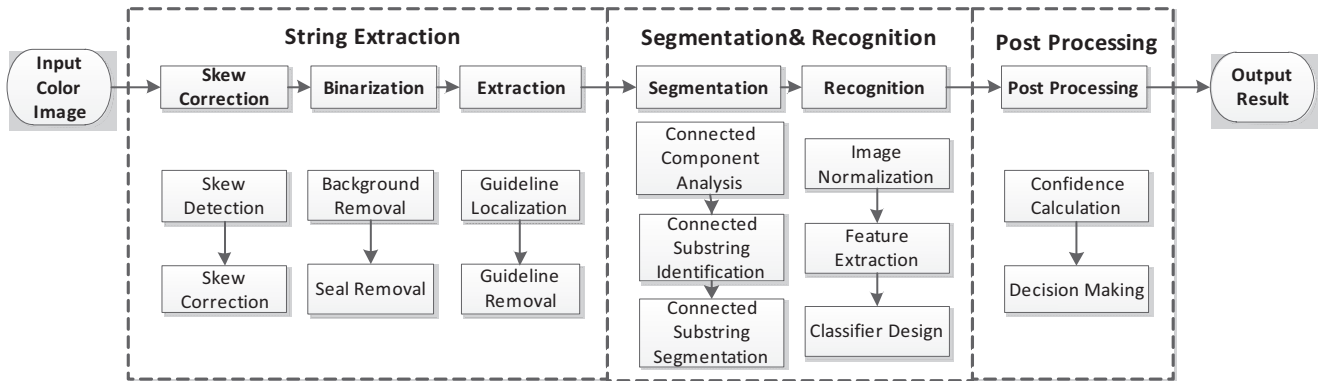 String Extraction
Segmentation& Recognition
Post Processing
Input
Color
Image
Skew
Correction
Binarization
Extraction
Segmentation
Recognition
Post Processing
Output
Result
Skew
Detection
Skew
Correction
Background
Removal
Seal Removal
Guideline
Localization
Guideline
Removal
Connected
Component
Analysis
Connected
Substring
Identification
Connected
Substring
Segmentation
Image
Normalization
Feature
Extraction
Classifier Design
Confidence
Calculation
Decision Making